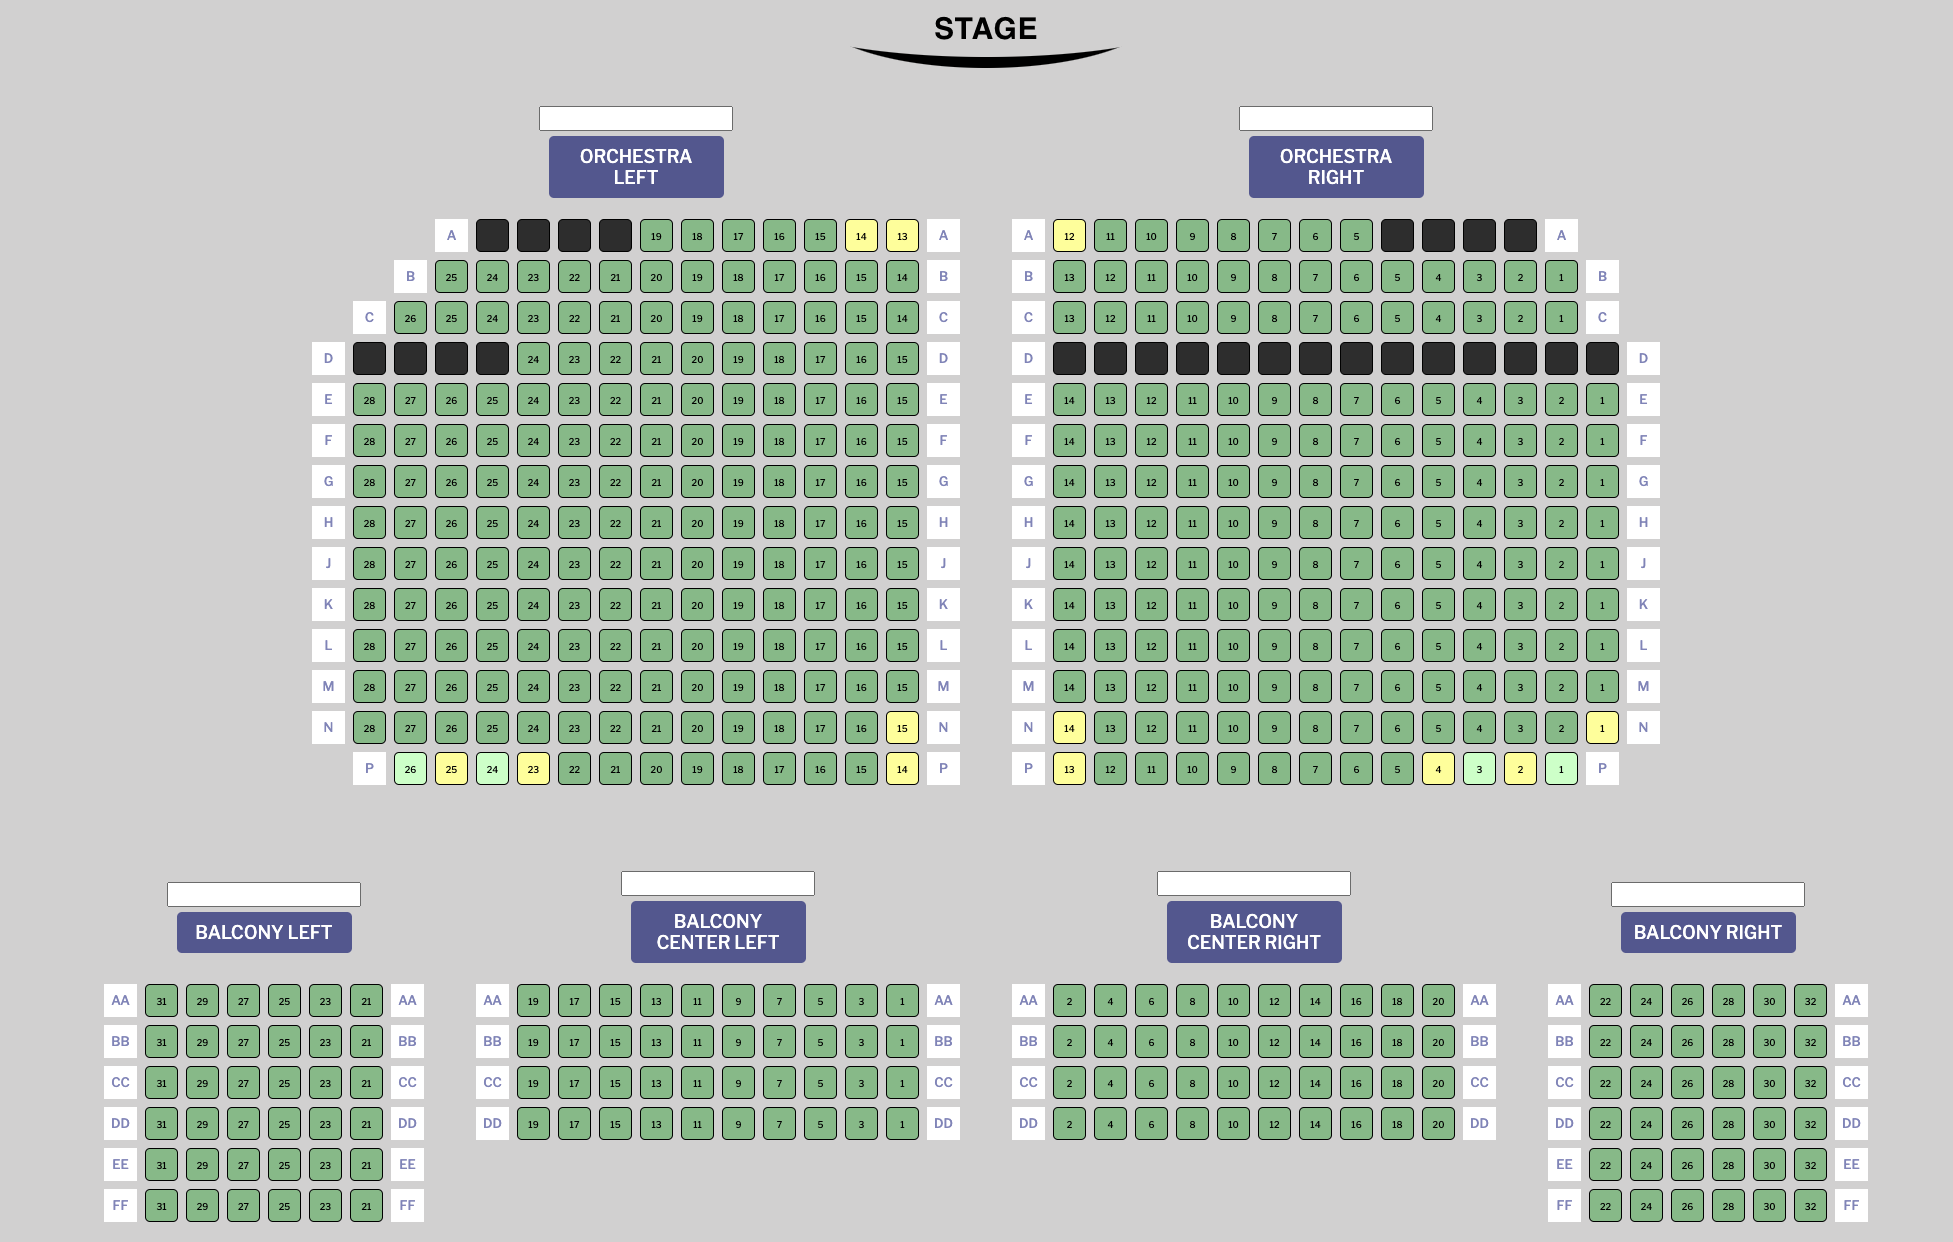 STAGE
ORCHESTRA
LEFT
ORCHESTRA
RIGHT
A 19 18 17 16 15 14 13 A
A 12 11 10 9 8 7 6 5 A
B 25 24 23 22 21 20 19 18 17 16 15 14 B
B 13 12 11 10 9 8 7 6 5 4 3 2 1 B
C 26 25 24 23 22 21 20 19 18 17 16 15 14 C
C 13 12 11 10 9 8 7 6 5 4 3 2 1 C
D 24 23 22 21 20 19 18 17 16 15 D
D D
E 28 27 26 25 24 23 22 21 20 19 18 17 16 15 E
E 14 13 12 11 10 9 8 7 6 5 4 3 2 1 E
F 28 27 26 25 24 23 22 21 20 19 18 17 16 15 F
F 14 13 12 11 10 9 8 7 6 5 4 3 2 1 F
G 28 27 26 25 24 23 22 21 20 19 18 17 16 15 G
G 14 13 12 11 10 9 8 7 6 5 4 3 2 1 G
H 28 27 26 25 24 23 22 21 20 19 18 17 16 15 H
H 14 13 12 11 10 9 8 7 6 5 4 3 2 1 H
J 28 27 26 25 24 23 22 21 20 19 18 17 16 15 J
J 14 13 12 11 10 9 8 7 6 5 4 3 2 1 J
K 28 27 26 25 24 23 22 21 20 19 18 17 16 15 K
K 14 13 12 11 10 9 8 7 6 5 4 3 2 1 K
L 28 27 26 25 24 23 22 21 20 19 18 17 16 15 L
L 14 13 12 11 10 9 8 7 6 5 4 3 2 1 L
M 28 27 26 25 24 23 22 21 20 19 18 17 16 15 M
M 14 13 12 11 10 9 8 7 6 5 4 3 2 1 M
N 28 27 26 25 24 23 22 21 20 19 18 17 16 15 N
N 14 13 12 11 10 9 8 7 6 5 4 3 2 1 N
P 26 25 24 23 22 21 20 19 18 17 16 15 14 P
P 13 12 11 10 9 8 7 6 5 4 3 2 1 P
BALCONY LEFT
BALCONY
CENTER LEFT
BALCONY
CENTER RIGHT
BALCONY RIGHT
AA 31 29 27 25 23 21 AA
AA 19 17 15 13 11 9 7 5 3 1 AA
AA 2 4 6 8 10 12 14 16 18 20 AA
AA 22 24 26 28 30 32 AA
BB 31 29 27 25 23 21 BB
BB 19 17 15 13 11 9 7 5 3 1 BB
BB 2 4 6 8 10 12 14 16 18 20 BB
BB 22 24 26 28 30 32 BB
CC 31 29 27 25 23 21 CC
CC 19 17 15 13 11 9 7 5 3 1 CC
CC 2 4 6 8 10 12 14 16 18 20 CC
CC 22 24 26 28 30 32 CC
DD 31 29 27 25 23 21 DD
DD 19 17 15 13 11 9 7 5 3 1 DD
DD 2 4 6 8 10 12 14 16 18 20 DD
DD 22 24 26 28 30 32 DD
EE 31 29 27 25 23 21 EE
EE 22 24 26 28 30 32 EE
FF 31 29 27 25 23 21 FF
FF 22 24 26 28 30 32 FF